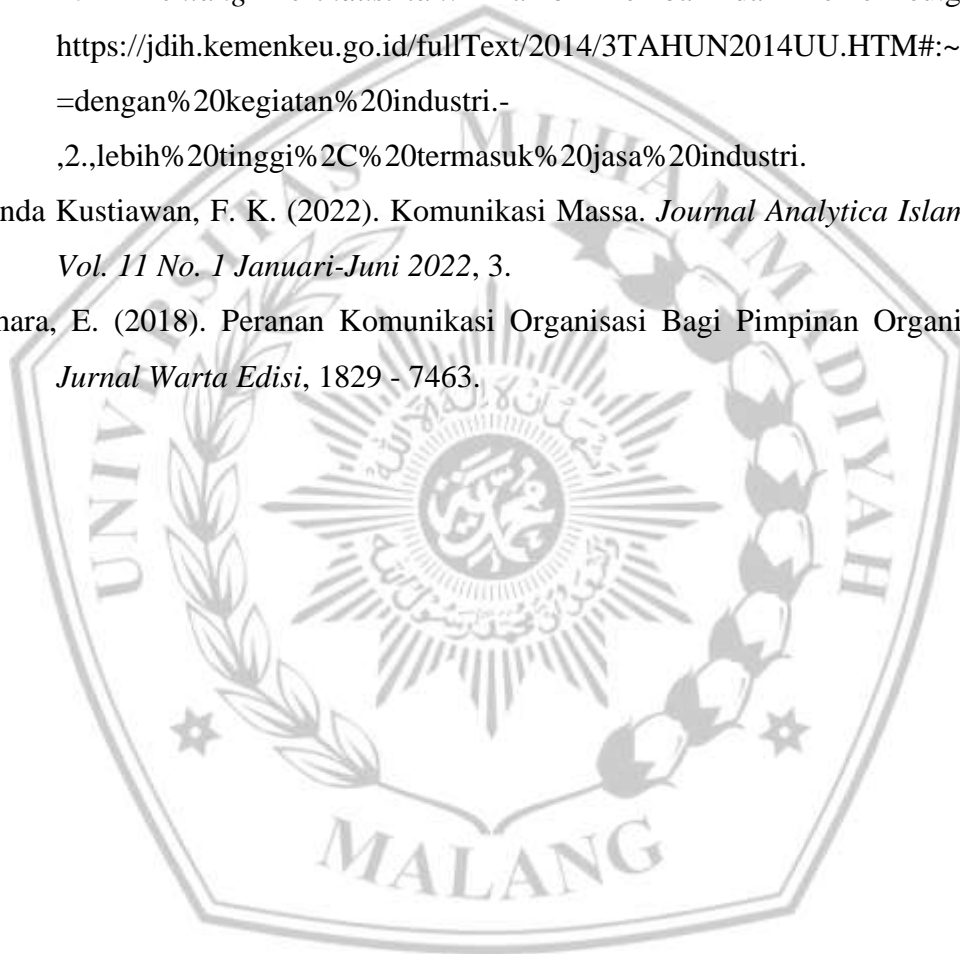 https://jdih.kemenkeu.go.id/fullText/2014/3TAHUN2014UU.HTM#:~
=dengan%20kegiatan%20industri.-
,2.,lebih%20tinggi%2C%20termasuk%20jasa%20industri.
nda Kustiawan, F. K. (2022). Komunikasi Massa. Journal Analytica Islam
Vol. 11 No. 1 Januari-Juni 2022, 3.
nara, E. (2018). Peranan Komunikasi Organisasi Bagi Pimpinan Organi
Jurnal Warta Edisi, 1829 - 7463.
UNIVERSITAS MUHAMMADIYAH
MALANG